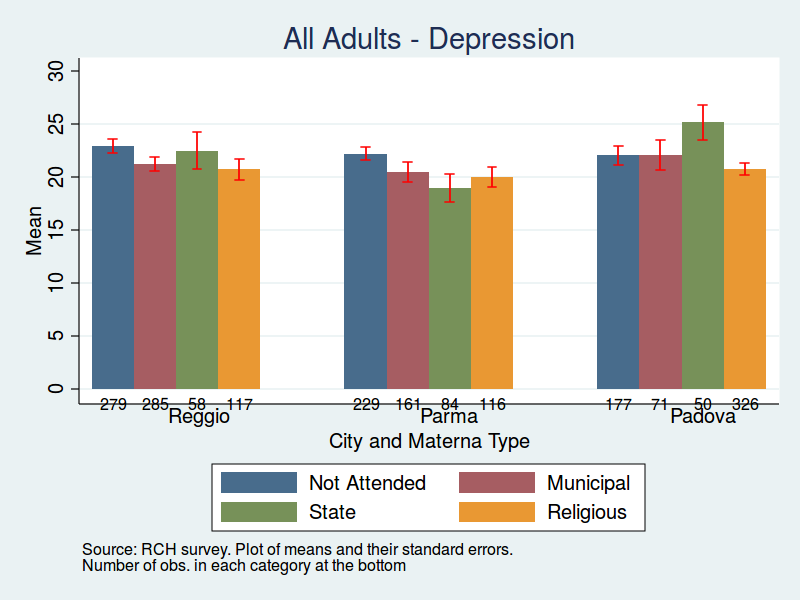 All Adults - Depression
Mean
30
25
20
15
10
5
0
279 285 58 117 229 161 84 116 177 71 50 326
Reggio Parma Padova
City and Materna Type
Not Attended Municipal
State Religious
Source: RCH survey. Plot of means and their standard errors.
Number of obs. in each category at the bottom